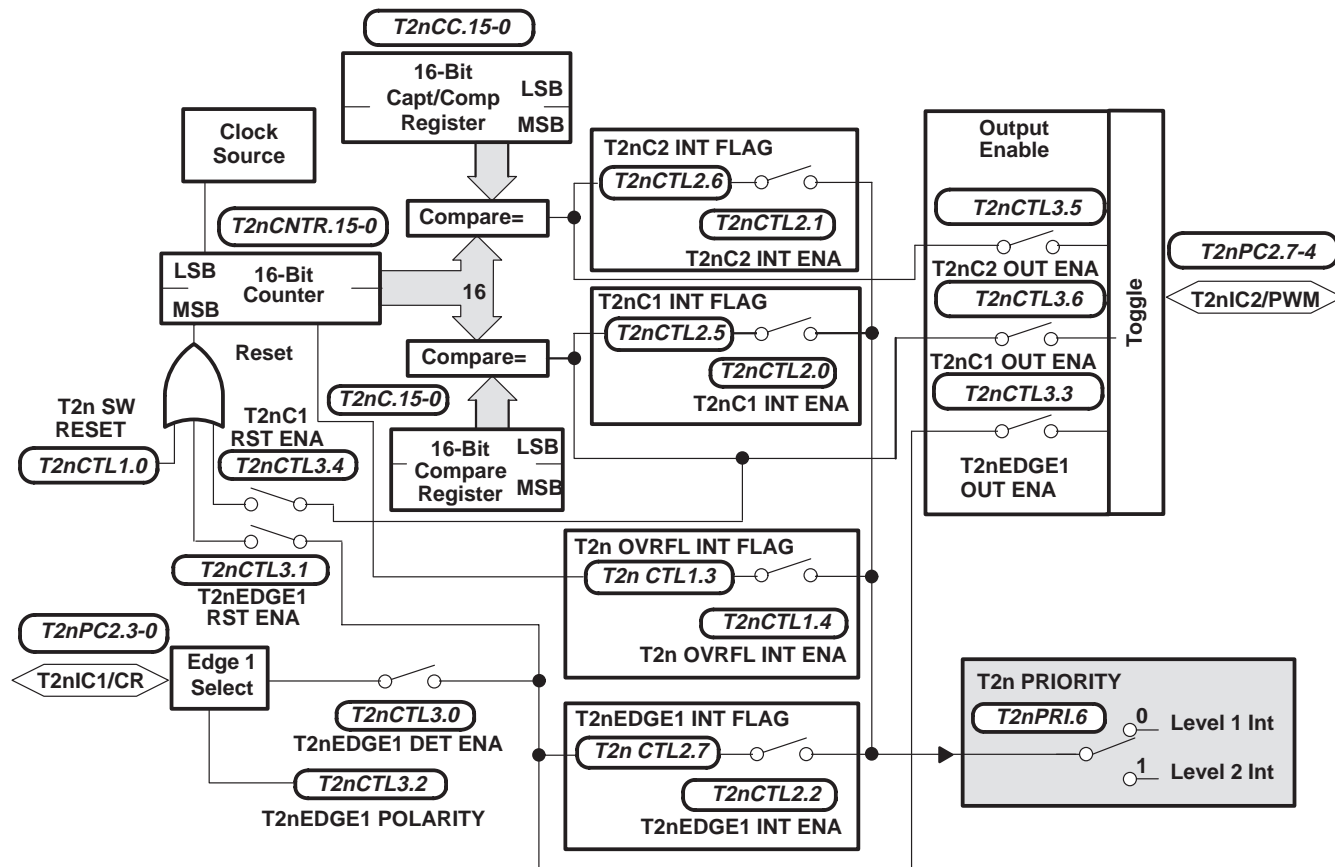 T2nCC.15-0
16-Bit
Capt/Comp
Register
LSB
MSB
Clock
Source
T2nCNTR.15-0
LSB
MSB
16-Bit
Counter
Compare=
16
Compare=
Reset
T2nC.15-0
16-Bit
Compare
Register
LSB
MSB
T2n SW
RESET
T2nCTL1.0
T2nC1
RST ENA
T2nCTL3.4
T2nCTL3.1
T2nEDGE1
RST ENA
T2nPC2.3-0
T2nIC1/CR
Edge 1
Select
T2nCTL3.0
T2nEDGE1 DET ENA
T2nCTL3.2
T2nEDGE1 POLARITY
T2nC2 INT FLAG
T2nCTL2.6
T2nCTL2.1
T2nC2 INT ENA
T2nC1 INT FLAG
T2nCTL2.5
T2nCTL2.0
T2nC1 INT ENA
T2n OVRFL INT FLAG
T2n CTL1.3
T2nCTL1.4
T2n OVRFL INT ENA
T2nEDGE1 INT FLAG
T2n CTL2.7
T2nCTL2.2
T2nEDGE1 INT ENA
Output
Enable
T2nCTL3.5
T2nC2 OUT ENA
T2nCTL3.6
T2nC1 OUT ENA
T2nCTL3.3
T2nEDGE1
OUT ENA
Toggle
T2nPC2.7-4
T2nIC2/PWM
T2n PRIORITY
T2nPRI.6
0
Level 1 Int
1
Level 2 Int